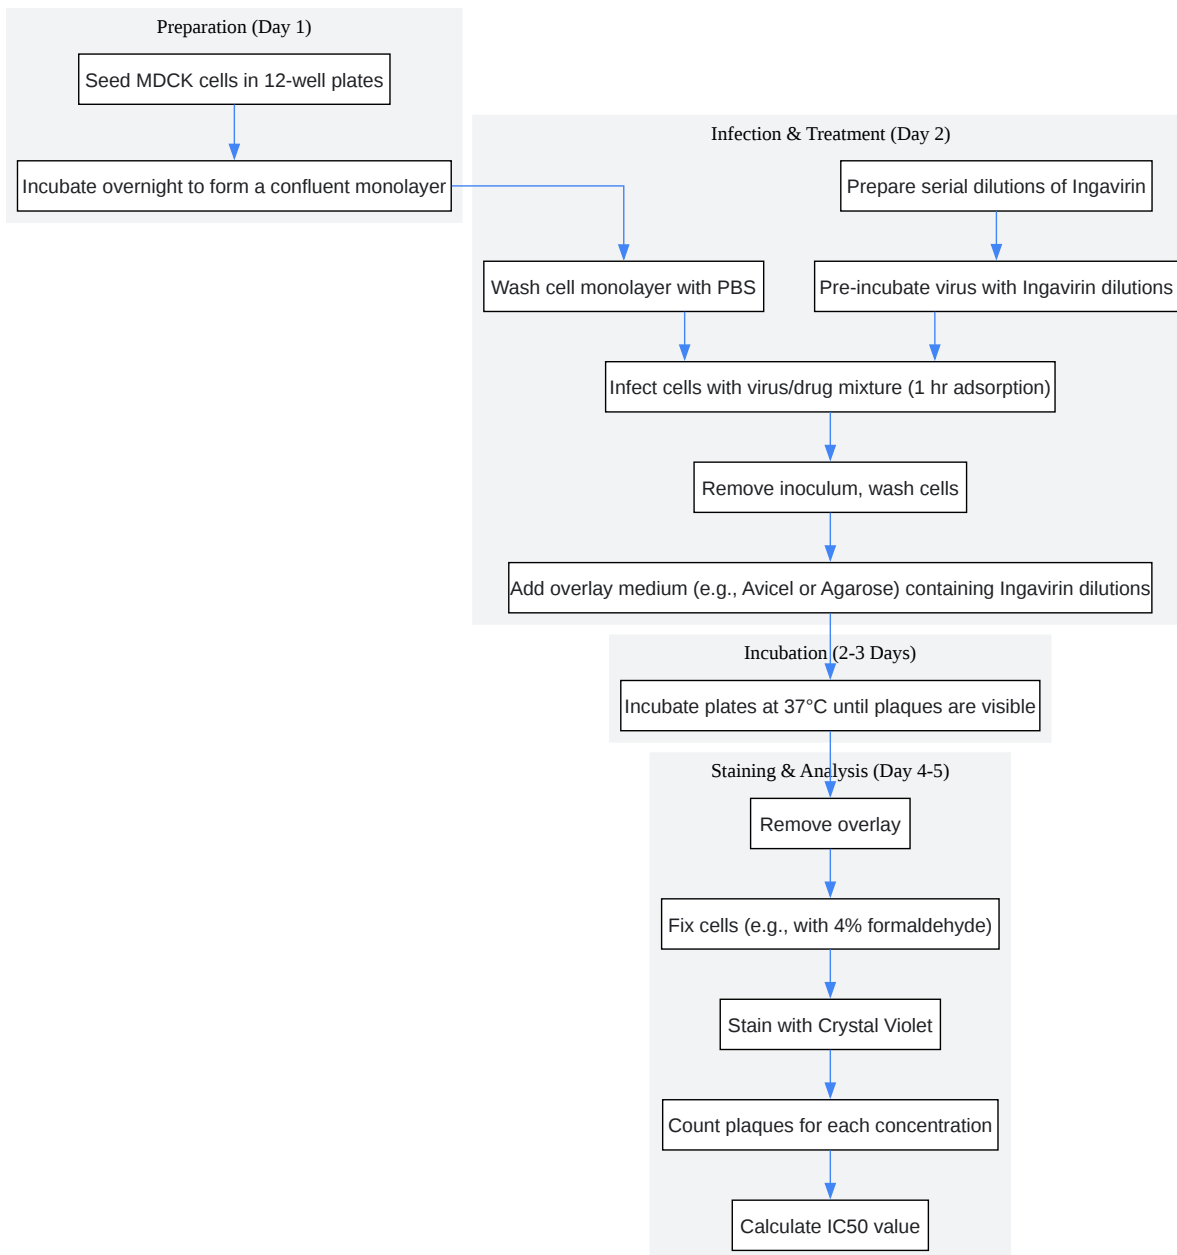 Preparation (Day 1)
Seed MDCK cells in 12-well plates
Incubate overnight to form a confluent monolayer
Infection & Treatment (Day 2)
Prepare serial dilutions of Ingavirin
Wash cell monolayer with PBS
Pre-incubate virus with Ingavirin dilutions
Infect cells with virus/drug mixture (1 hr adsorption)
Remove inoculum, wash cells
Add overlay medium (e.g., Avicel or Agarose) containing Ingavirin dilutions
Incubation (2-3 Days)
Incubate plates at 37°C until plaques are visible
Staining & Analysis (Day 4-5)
Remove overlay
Fix cells (e.g., with 4% formaldehyde)
Stain with Crystal Violet
Count plaques for each concentration
Calculate IC50 value